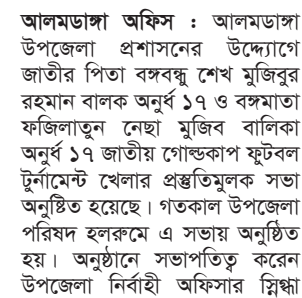 আলমডাঙ্গা অফিস : আলমডাঙ্গা
উপজেলা প্রশাসনের উদ্দ্যোগে
জাতীর পিতা বঙ্গবন্ধু শেখ মুজিবুর
রহমান বালক অনুর্ধ ১৭ ও বঙ্গমাতা
ফজিলাতুন নেছা মুজিব বালিকা
অনুর্ধ ১৭ জাতীয় গোল্ডকাপ ফুটবল
টুর্নামেন্ট খেলার প্রস্তুতিমুলক সভা
অনুষ্টিত হয়েছে। গতকাল উপজেলা
পরিষদ হলরুমে এ সভায় অনুষ্ঠিত
হয়। অনুষ্ঠানে সভাপতিত্ব করেন
উপজেলা নির্বাহী অফিসার স্নিগ্ধা